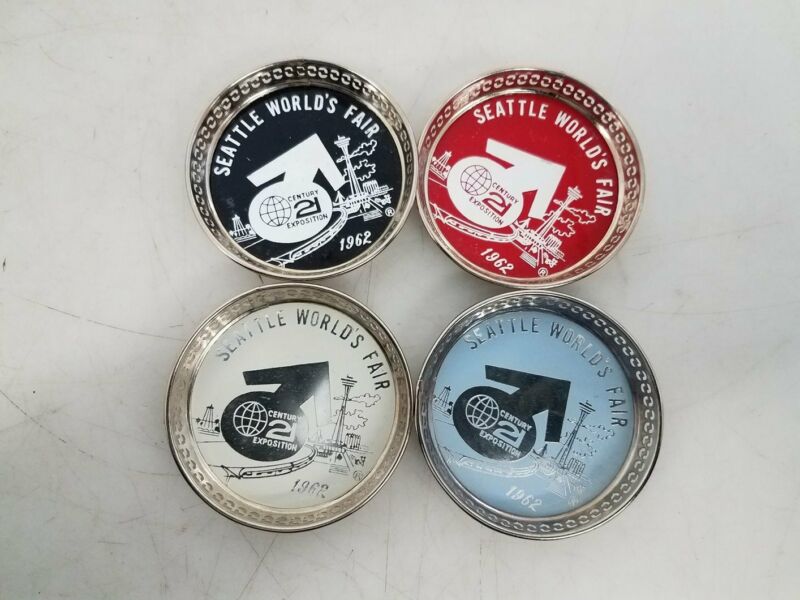 SEATTLE WORLD'S FAIR
CENTURY
21
EXPOSITION
1962
®
SEATTLE WORLD'S FAIR
CENTURY
21
EXPOSITION
1962
®
SEATTLE WORLD'S FAIR
CENTURY
21
EXPOSITION
1962
®
SEATTLE WORLD'S FAIR
CENTURY
21
EXPOSITION
1962